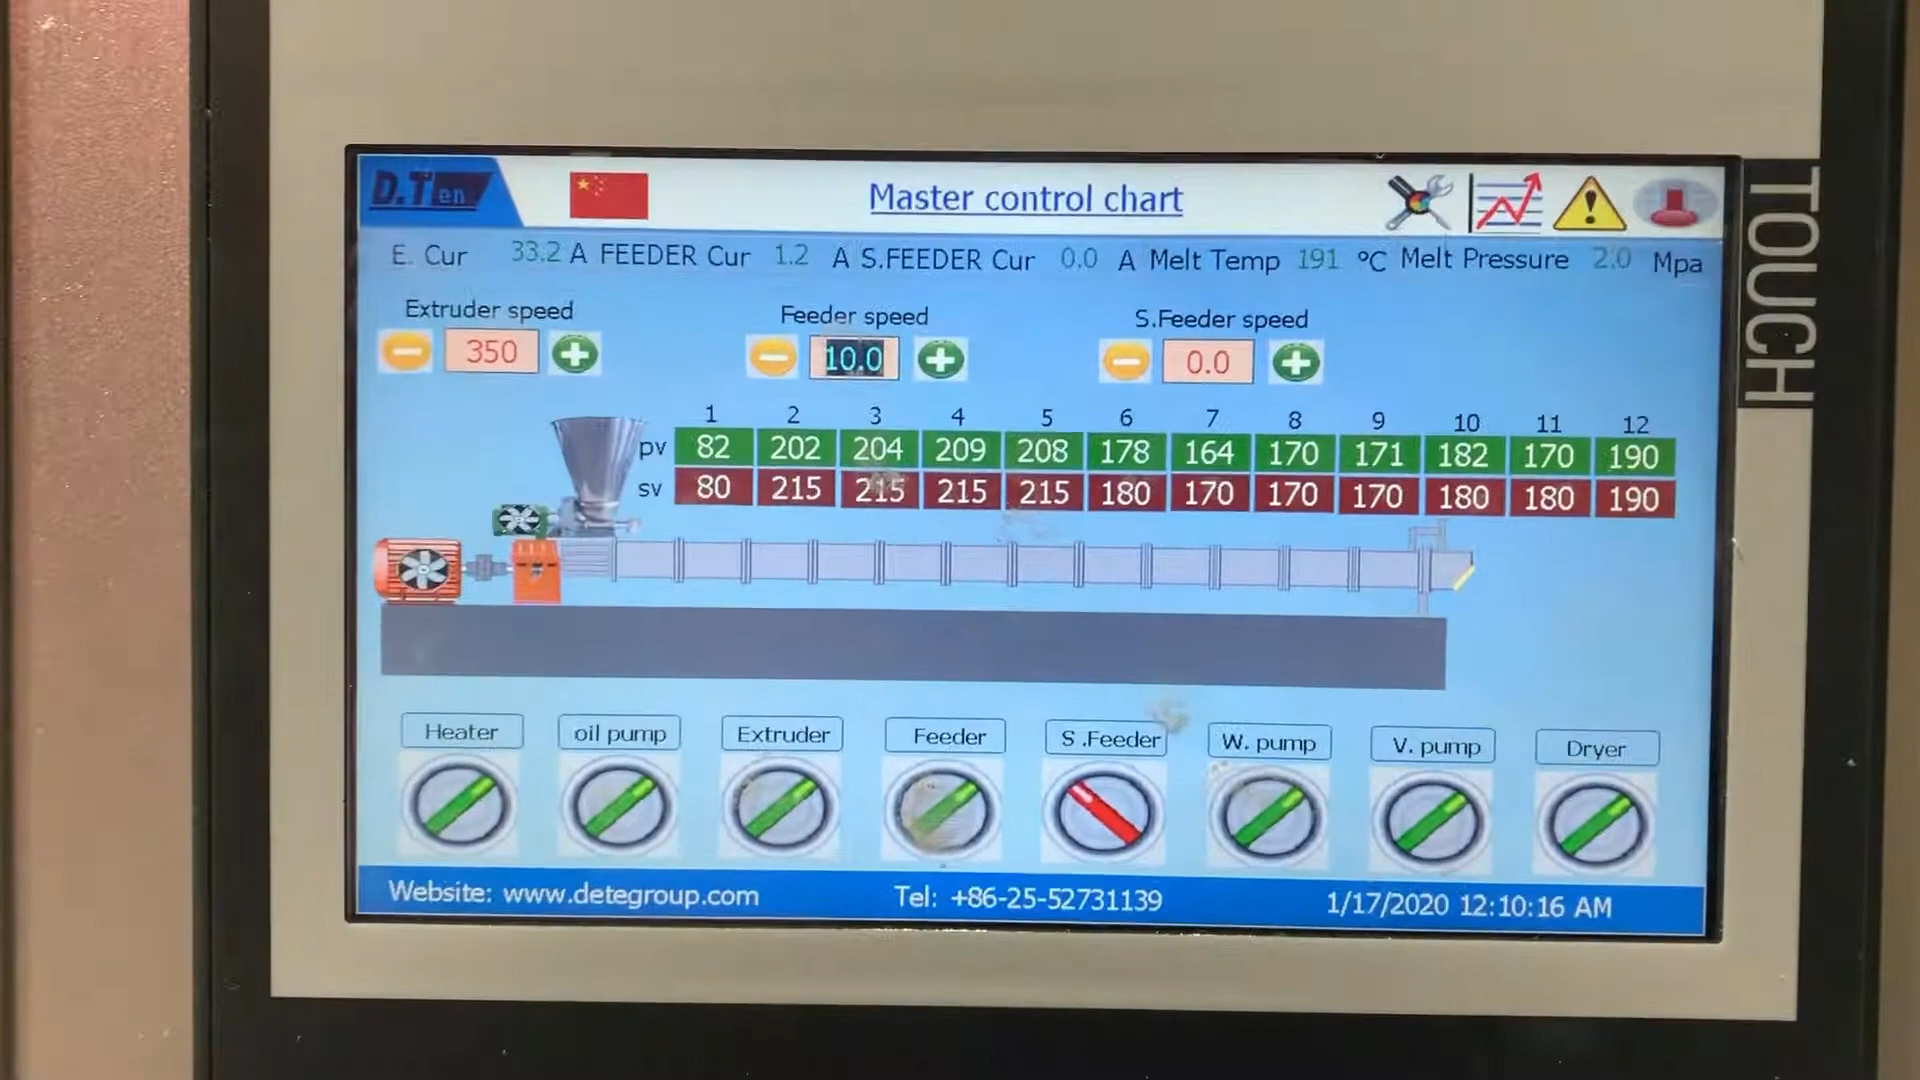 D.Ten
Master control chart
E. Cur 33.2 A FEEDER Cur 1.2 A S.FEEDER Cur 0.0 A Melt Temp 191 °C Melt Pressure 2.0 Mpa
Extruder speed Feeder speed S.Feeder speed
350 10.0 0.0
1 2 3 4 5 6 7 8 9 10 11 12
pv 82 202 204 209 208 178 164 170 171 182 170 190
sv 80 215 215 215 215 180 170 170 170 180 180 190
Heater oil pump Extruder Feeder S .Feeder W. pump V. pump Dryer
Website: www.detegroup.com Tel: +86-25-52731139 1/17/2020 12:10:16 AM
TOUCH